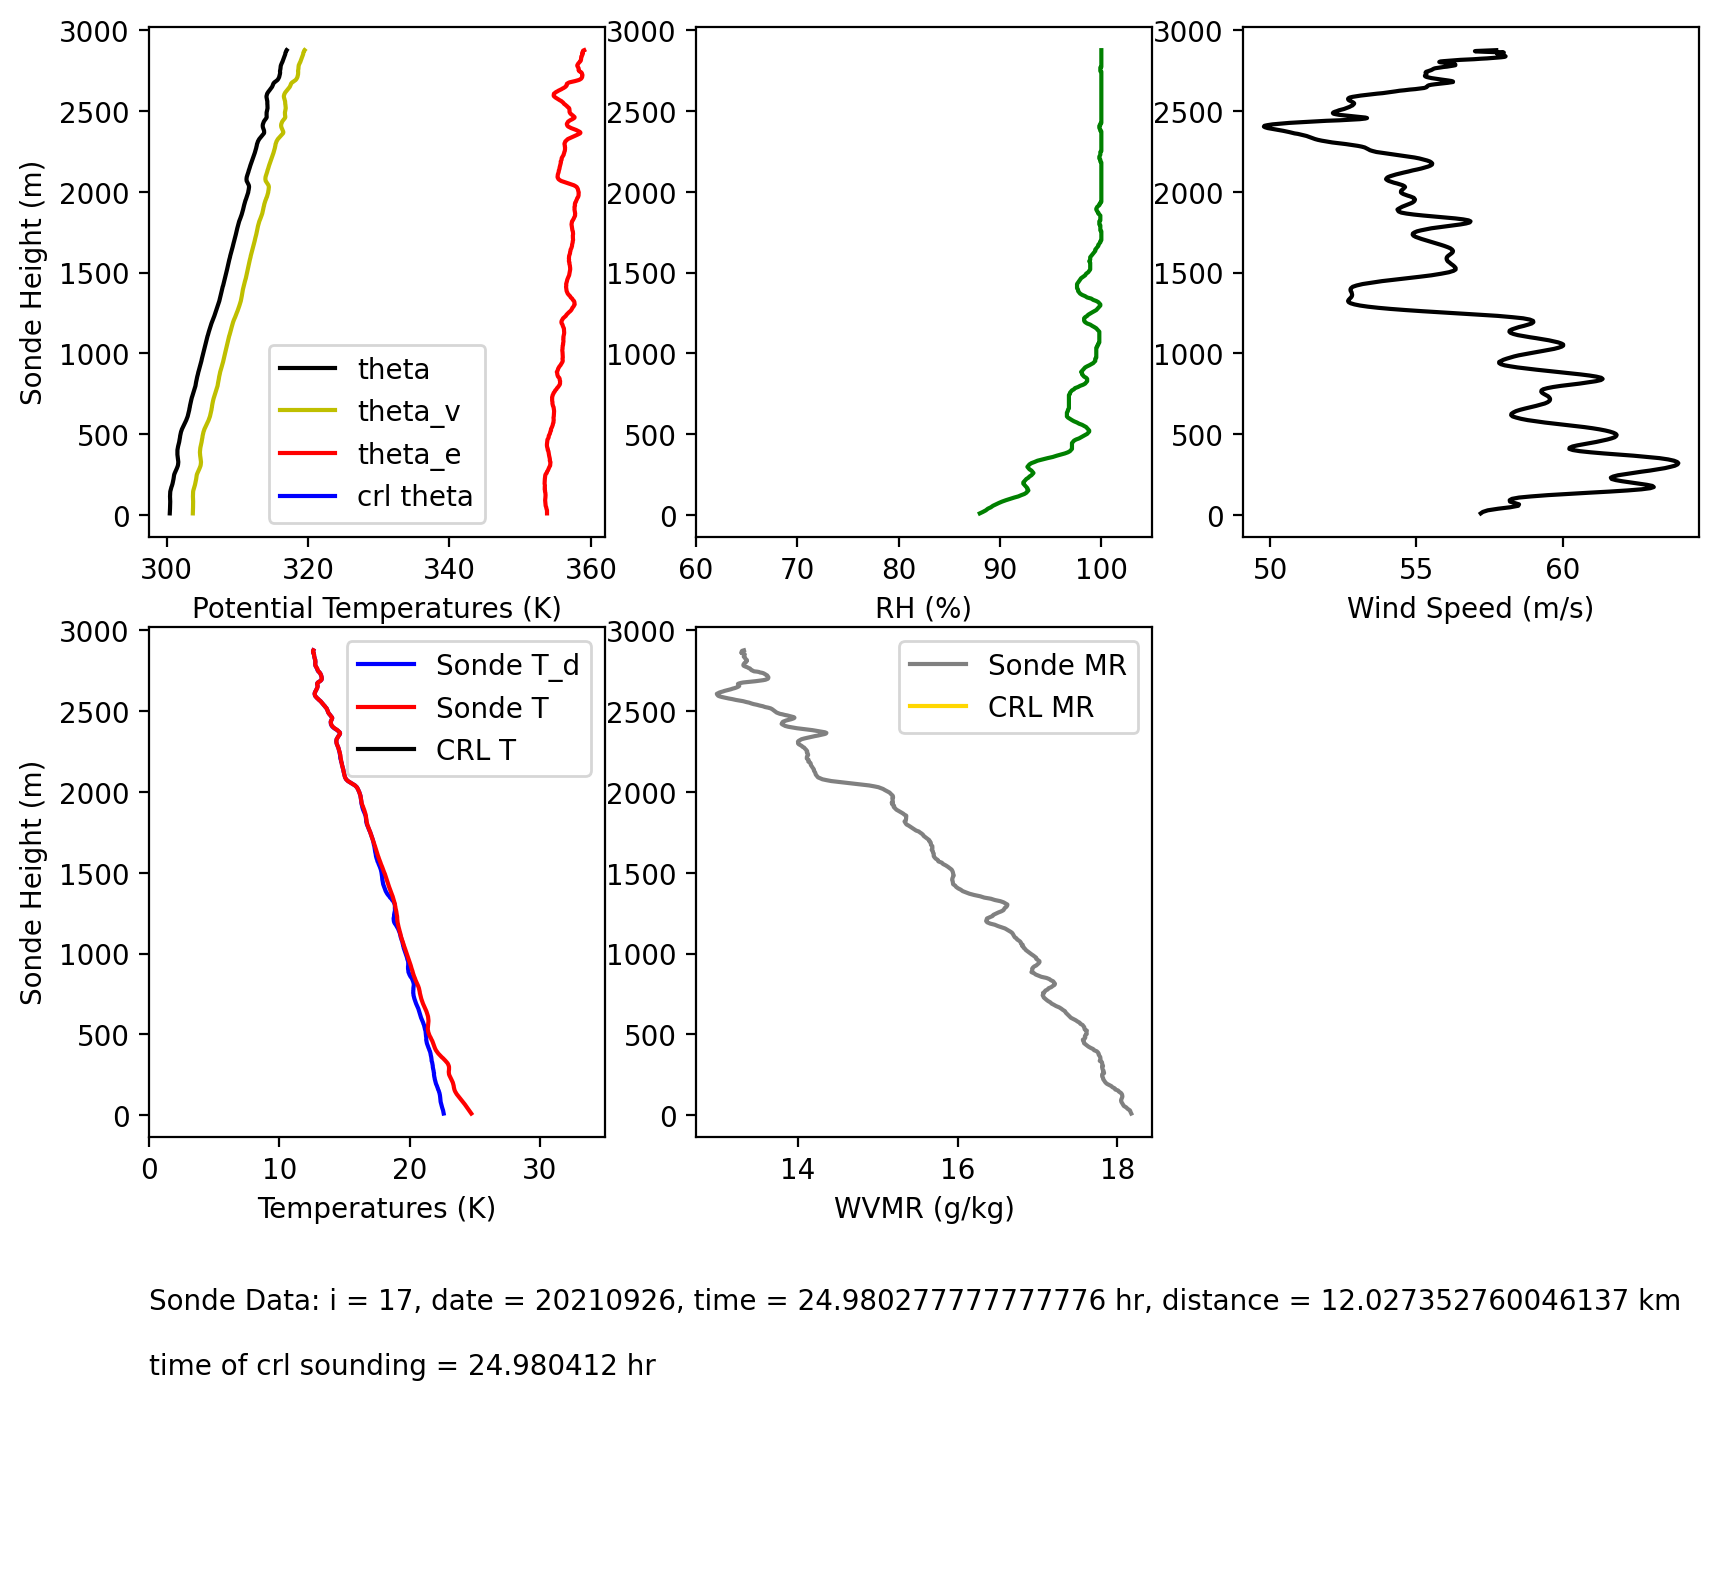 3000
2500
2000
1500
1000
500
0
Sonde Height (m)
300 320 340 360
Potential Temperatures (K)
theta
theta_v
theta_e
crl theta
3000
2500
2000
1500
1000
500
0
60 70 80 90 100
RH (%)
3000
2500
2000
1500
1000
500
0
50 55 60
Wind Speed (m/s)
3000
2500
2000
1500
1000
500
0
Sonde Height (m)
0 10 20 30
Temperatures (K)
Sonde T_d
Sonde T
CRL T
3000
2500
2000
1500
1000
500
0
14 16 18
WVMR (g/kg)
Sonde MR
CRL MR
Sonde Data: i = 17, date = 20210926, time = 24.980277777777776 hr, distance = 12.027352760046137 km
time of crl sounding = 24.980412 hr